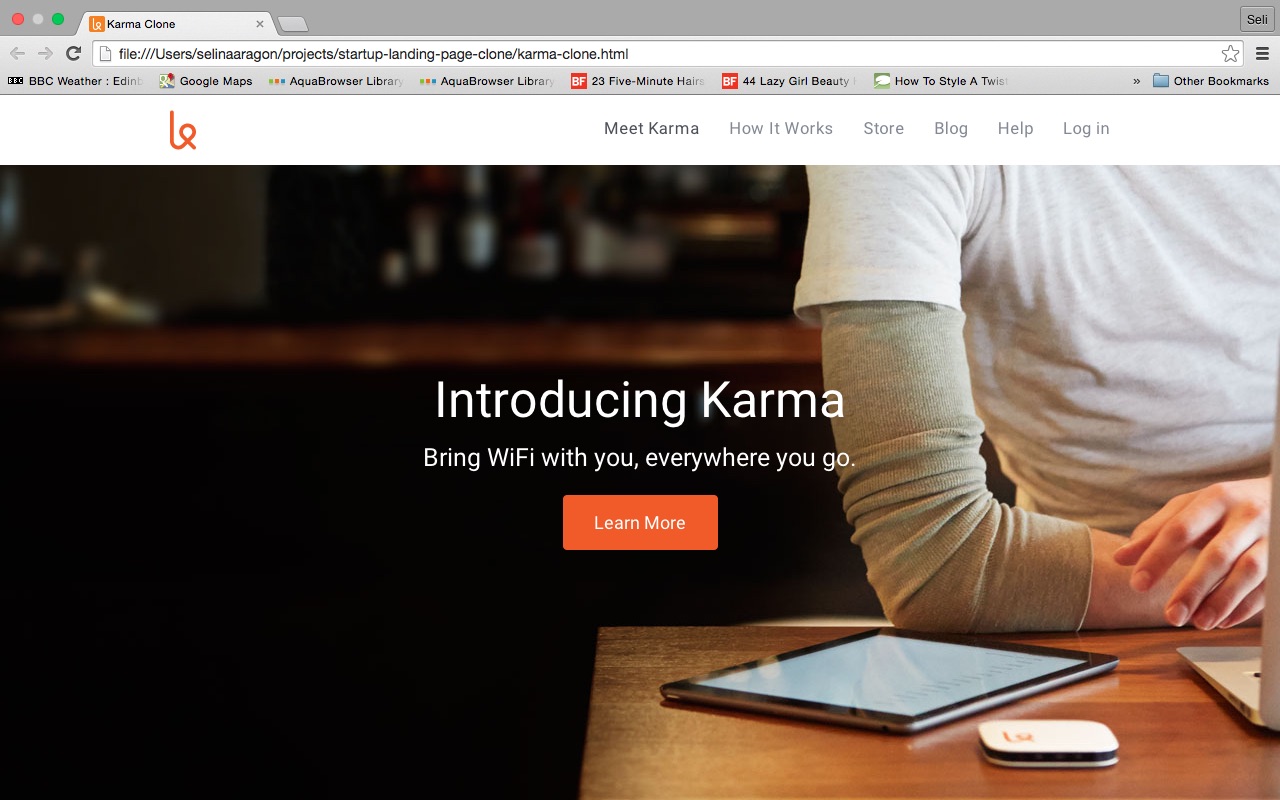 Karma Clone
Seli
file:///Users/selinaaragon/projects/startup-landing-page-clone/karma-clone.html
BBC BBC Weather : Edinb
Google Maps
AquaBrowser Library
AquaBrowser Library
BF 23 Five-Minute Hairs
BF 44 Lazy Girl Beauty
How To Style A Twist
» Other Bookmarks
Meet Karma
How It Works
Store
Blog
Help
Log in
Introducing Karma
Bring WiFi with you, everywhere you go.
Learn More